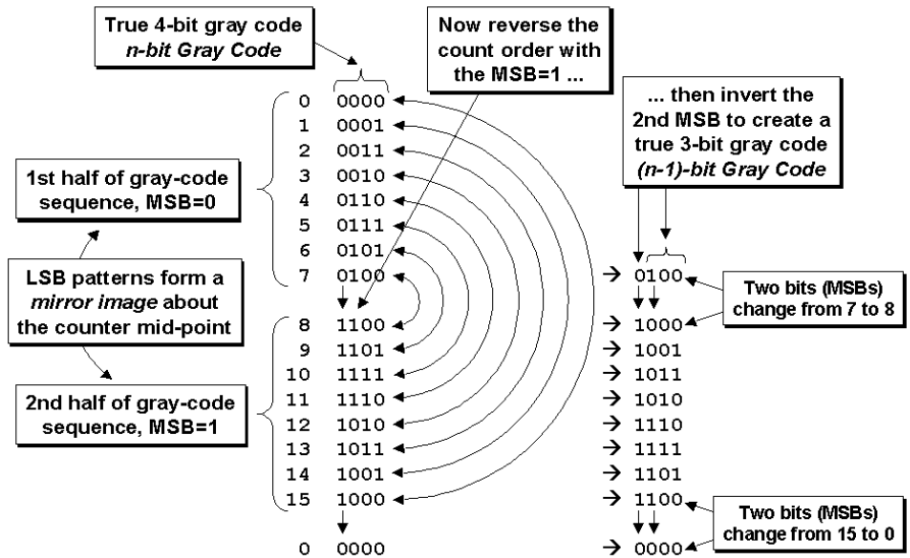 True 4-bit gray code
n-bit Gray Code
Now reverse the
count order with
the MSB=1 ...
... then invert the
2nd MSB to create a
true 3-bit gray code
(n-1)-bit Gray Code
1st half of gray-code
sequence, MSB=0
LSB patterns form a
mirror image about
the counter mid-point
2nd half of gray-code
sequence, MSB=1
0 0000
1 0001
2 0011
3 0010
4 0110
5 0111
6 0101
7 0100 → 0100
8 1100 → 1000
9 1101 → 1001
10 1111 → 1011
11 1110 → 1010
12 1010 → 1110
13 1011 → 1111
14 1001 → 1101
15 1000 → 1100
0 0000 → 0000
Two bits (MSBs)
change from 7 to 8
Two bits (MSBs)
change from 15 to 0